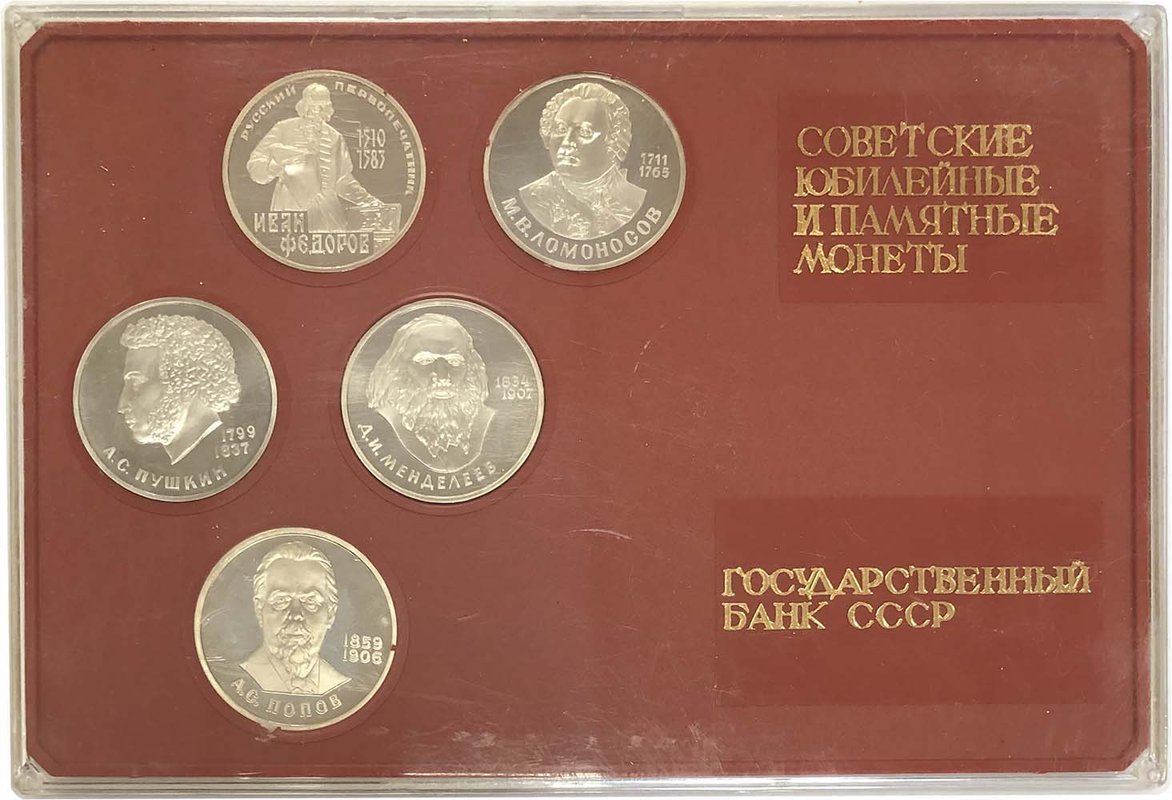 РУССКИЙ ПЕРВОПЕЧАТНИК
1510
1583
ИВАН
ФЕДОРОВ
1711
1765
М.В.ЛОМОНОСОВ
СОВЕТСКИЕ
ЮБИЛЕЙНЫЕ
И ПАМЯТНЫЕ
МОНЕТЫ
1799
1837
А.С.ПУШКИН
1834
1907
Д.И.МЕНДЕЛЕЕВ
1859
1906
А.С.ПОПОВ
ГОСУДАРСТВЕННЫЙ
БАНК СССР